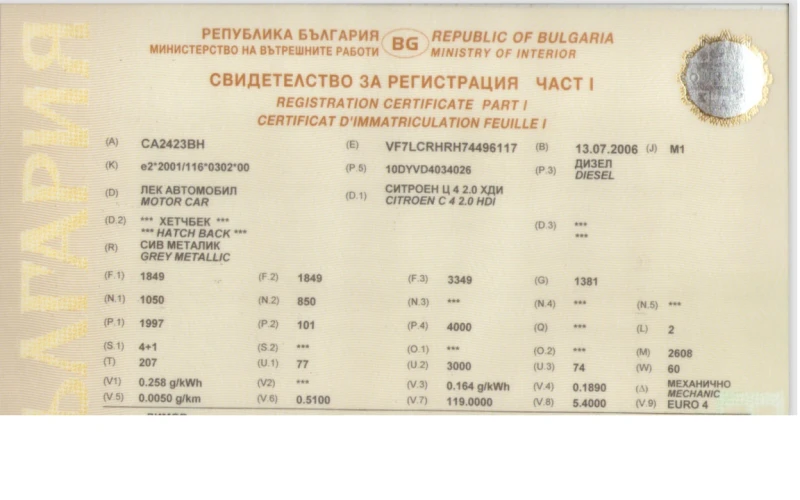 РЕПУБЛИКА БЪЛГАРИЯ BG REPUBLIC OF BULGARIA
МИНИСТЕРСТВО НА ВЪТРЕШНИТЕ РАБОТИ MINISTRY OF INTERIOR
СВИДЕТЕЛСТВО ЗА РЕГИСТРАЦИЯ ЧАСТ I
REGISTRATION CERTIFICATE PART I
CERTIFICAT D'IMMATRICULATION FEUILLE I
(A) CA2423BH (E) VF7LCRHRH74496117 (B) 13.07.2006 (J) M1
(K) e2*2001/116*0302*00 (P.5) 10DYVD4034026 (P.3) ДИЗЕЛ
DIESEL
(D) ЛЕК АВТОМОБИЛ (D.1) СИТРОЕН Ц 4 2.0 ХДИ
MOTOR CAR CITROEN C 4 2.0 HDI
(D.2) *** ХЕТЧБЕК *** (D.3) ***
*** HATCH BACK *** ***
(R) СИВ МЕТАЛИК
GREY METALLIC
(F.1) 1849 (F.2) 1849 (F.3) 3349 (G) 1381
(N.1) 1050 (N.2) 850 (N.3) *** (N.4) *** (N.5) ***
(P.1) 1997 (P.2) 101 (P.4) 4000 (Q) *** (L) 2
(S.1) 4+1 (S.2) *** (O.1) *** (O.2) *** (M) 2608
(T) 207 (U.1) 77 (U.2) 3000 (U.3) 74 (W) 60
(V1) 0.258 g/kWh (V2) *** (V.3) 0.164 g/kWh (V.4) 0.1890 (Δ) МЕХАНИЧНО
MECHANIC
(V.5) 0.0050 g/km (V.6) 0.5100 (V.7) 119.0000 (V.8) 5.4000 (V.9) EURO 4
ЪЛГАРИЯ